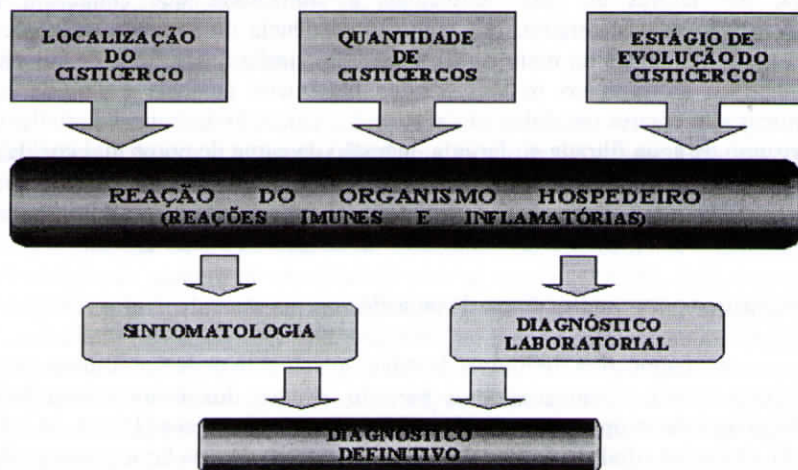 LOCALIZAÇÃO
DO
CISTICERCO
QUANTIDADE
DE
CISTICERCOS
ESTÁGIO DE
EVOLUÇÃO DO
CISTICERCO
REAÇÃO DO ORGANISMO HOSPEDEIRO
(REAÇÕES IMUNES E INFLAMATÓRIAS)
SINTOMATOLOGIA
DIAGNÓSTICO
LABORATORIAL
DIAGNÓSTICO
DEFINITIVO